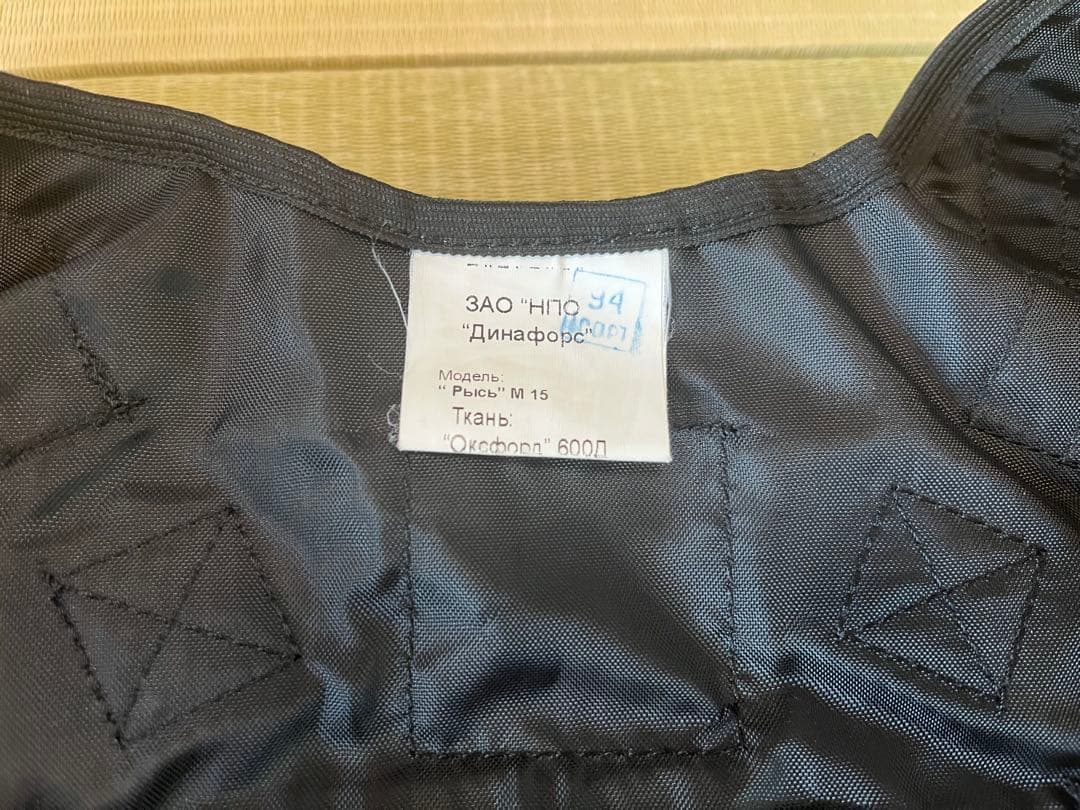 ЗАО "НПО
"Динафорс"
У4
Модель:
" Рысь" М 15
Ткань:
"Оксфорд" 600Д